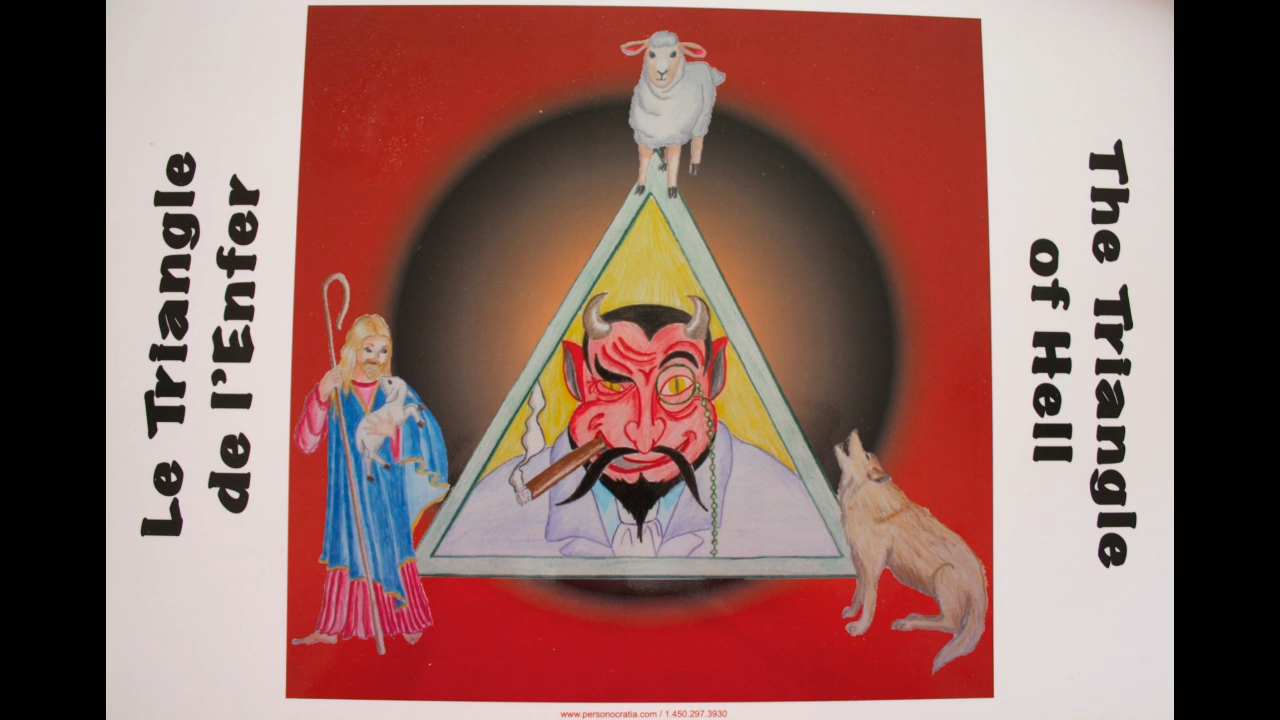 Le Triangle
de l'Enfer
The Triangle
of Hell
www.personocratia.com / 1.450.297.3930